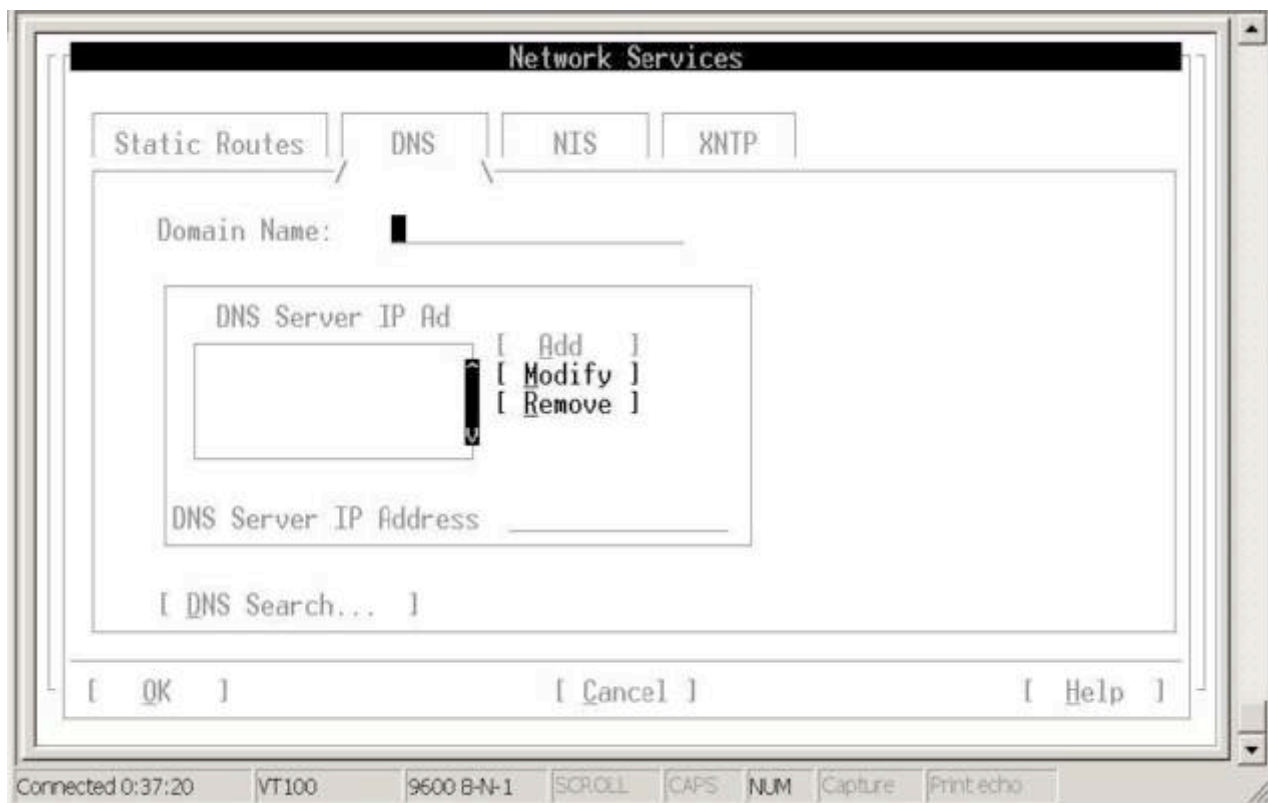 Network Services
Static Routes DNS NIS XNTP
Domain Name:
DNS Server IP Ad
[ Add ]
[ Modify ]
[ Remove ]
DNS Server IP Address
[ DNS Search... ]
[ OK ] [ Cancel ] [ Help ]
Connected 0:37:20 VT100 9600 8-N-1 SCROLL CAPS NUM Capture Print echo